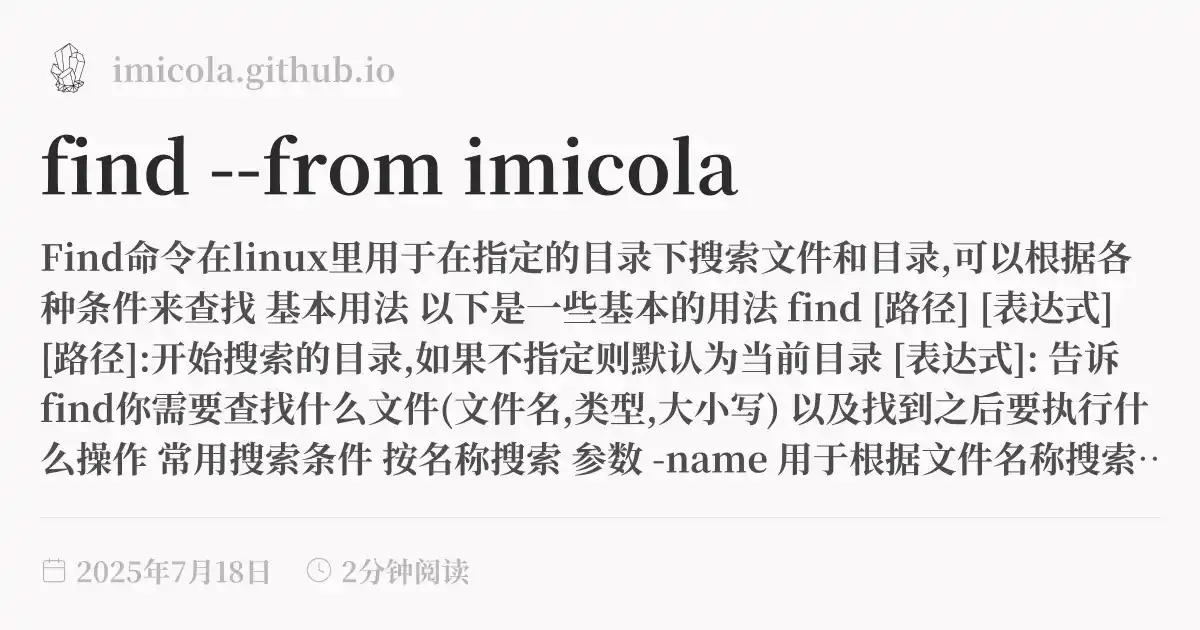 imicola.github.io
find --from imicola
Find命令在linux里用于在指定的目录下搜索文件和目录,可以根据各
种条件来查找 基本用法 以下是一些基本的用法 find [路径] [表达式]
[路径]:开始搜索的目录,如果不指定则默认为当前目录 [表达式]: 告诉
find你需要查找什么文件(文件名,类型,大小写) 以及找到之后要执行什
么操作 常用搜索条件 按名称搜索 参数 -name 用于根据文件名称搜索…
2025年7月18日 2分钟阅读